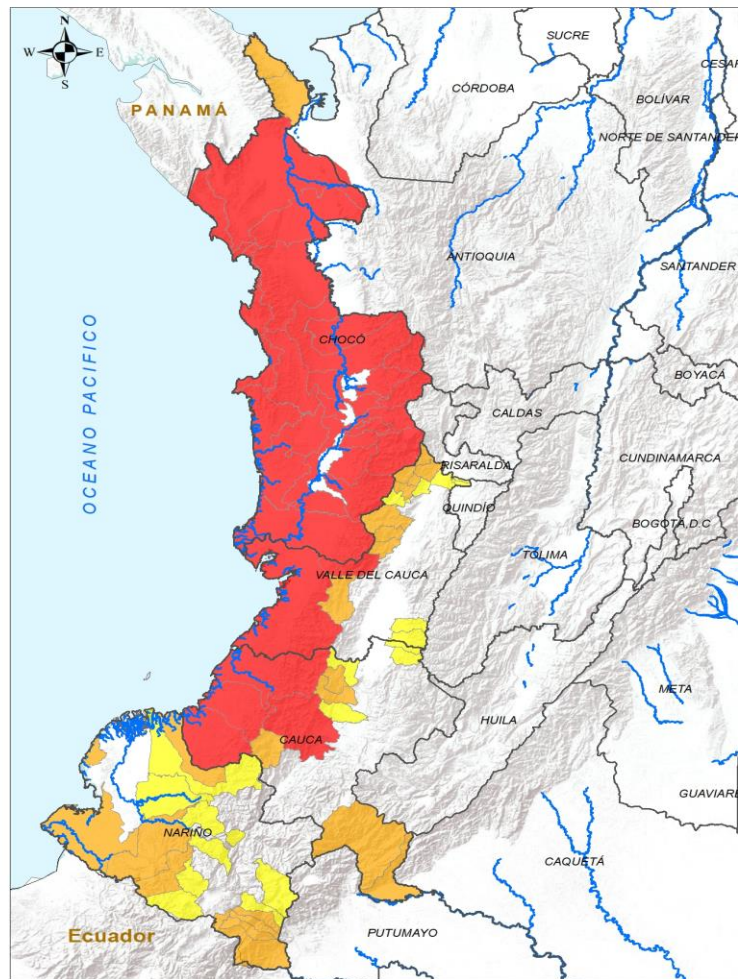 N
W E
S
SUCRE
CESAR
CÓRDOBA
BOLÍVAR
PANAMÁ
NORTE DE SANTANDER
ANTIOQUIA
SANTANDER
OCEANO PACIFICO
CHOCÓ
BOYACÁ
CALDAS
CUNDINAMARCA
RISARALDA
QUINDÍO
BOGOTÁ, D.C
TOLIMA
VALLE DEL CAUCA
META
HUILA
CAUCA
GUAVIARE
NARIÑO
CAQUETÁ
PUTUMAYO
Ecuador